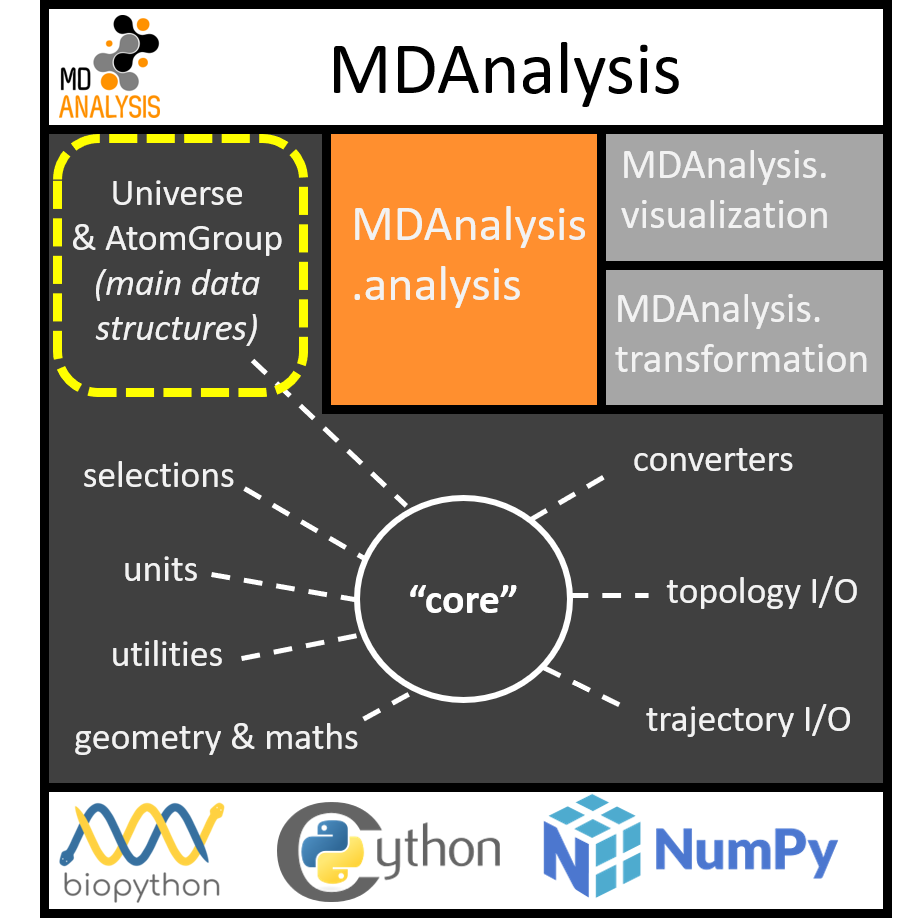 MD
ANALYSIS
MDAnalysis
Universe
& AtomGroup
(main data
structures)
MDAnalysis
.analysis
MDAnalysis.
visualization
MDAnalysis.
transformation
selections
units
utilities
geometry & maths
“core”
converters
topology I/O
trajectory I/O
biopython
Cython
NumPy